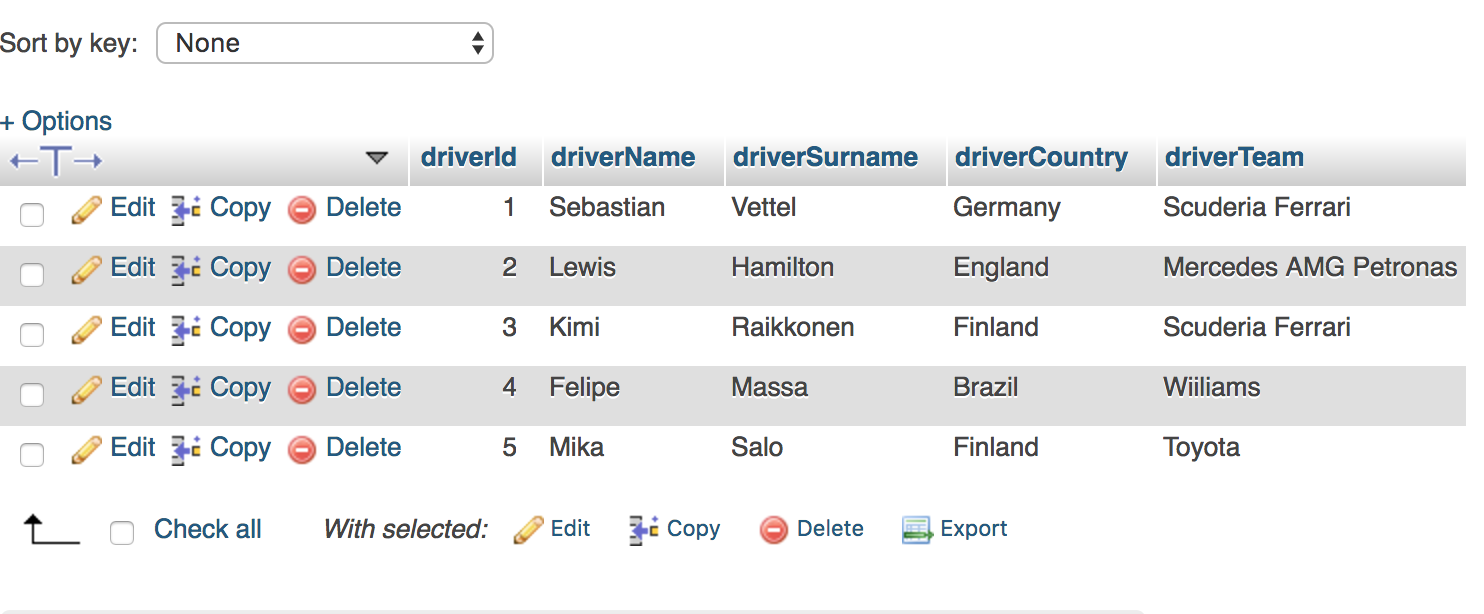 Sort by key: None
+ Options
←T→ driverId driverName driverSurname driverCountry driverTeam
Edit Copy Delete 1 Sebastian Vettel Germany Scuderia Ferrari
Edit Copy Delete 2 Lewis Hamilton England Mercedes AMG Petronas
Edit Copy Delete 3 Kimi Raikkonen Finland Scuderia Ferrari
Edit Copy Delete 4 Felipe Massa Brazil Wiiliams
Edit Copy Delete 5 Mika Salo Finland Toyota
Check all With selected: Edit Copy Delete Export